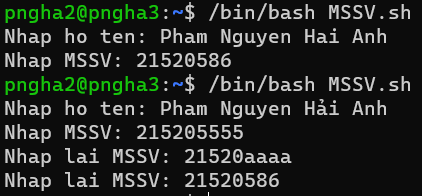 pngha2@pngha3:~$ /bin/bash MSSV.sh
Nhap ho ten: Pham Nguyen Hai Anh
Nhap MSSV: 21520586
pngha2@pngha3:~$ /bin/bash MSSV.sh
Nhap ho ten: Pham Nguyen Hải Anh
Nhap MSSV: 215205555
Nhap lai MSSV: 21520aaaa
Nhap lai MSSV: 21520586